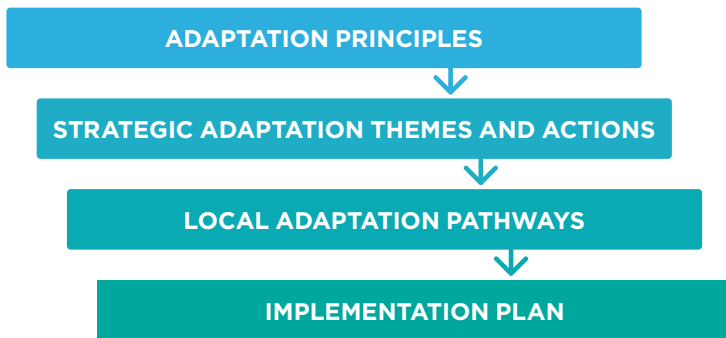 ADAPTATION PRINCIPLES
STRATEGIC ADAPTATION THEMES AND ACTIONS
LOCAL ADAPTATION PATHWAYS
IMPLEMENTATION PLAN